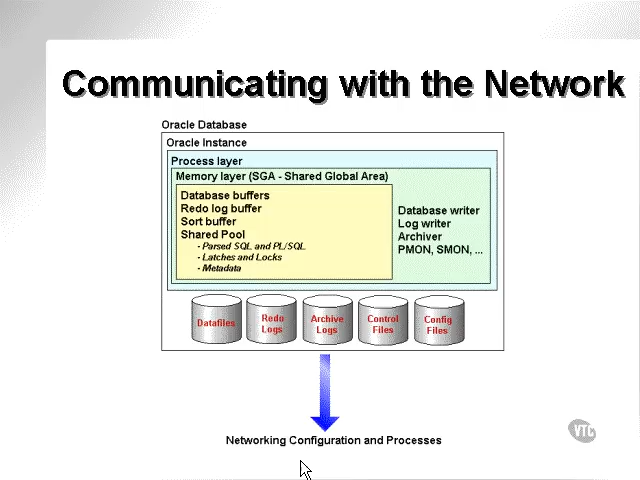 Communicating with the Network
Oracle Database
Oracle Instance
Process layer
Memory layer (SGA - Shared Global Area)
Database buffers
Redo log buffer
Sort buffer
Shared Pool
- Parsed SQL and PL/SQL
- Latches and Locks
- Metadata
Database writer
Log writer
Archiver
PMON, SMON, ...
Datafiles
Redo
Logs
Archive
Logs
Control
Files
Config
Files
Networking Configuration and Processes
VTC